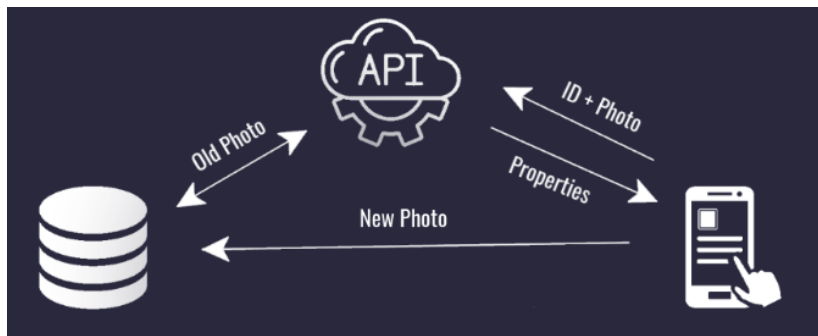 API
ID + Photo
Old Photo
Properties
New Photo